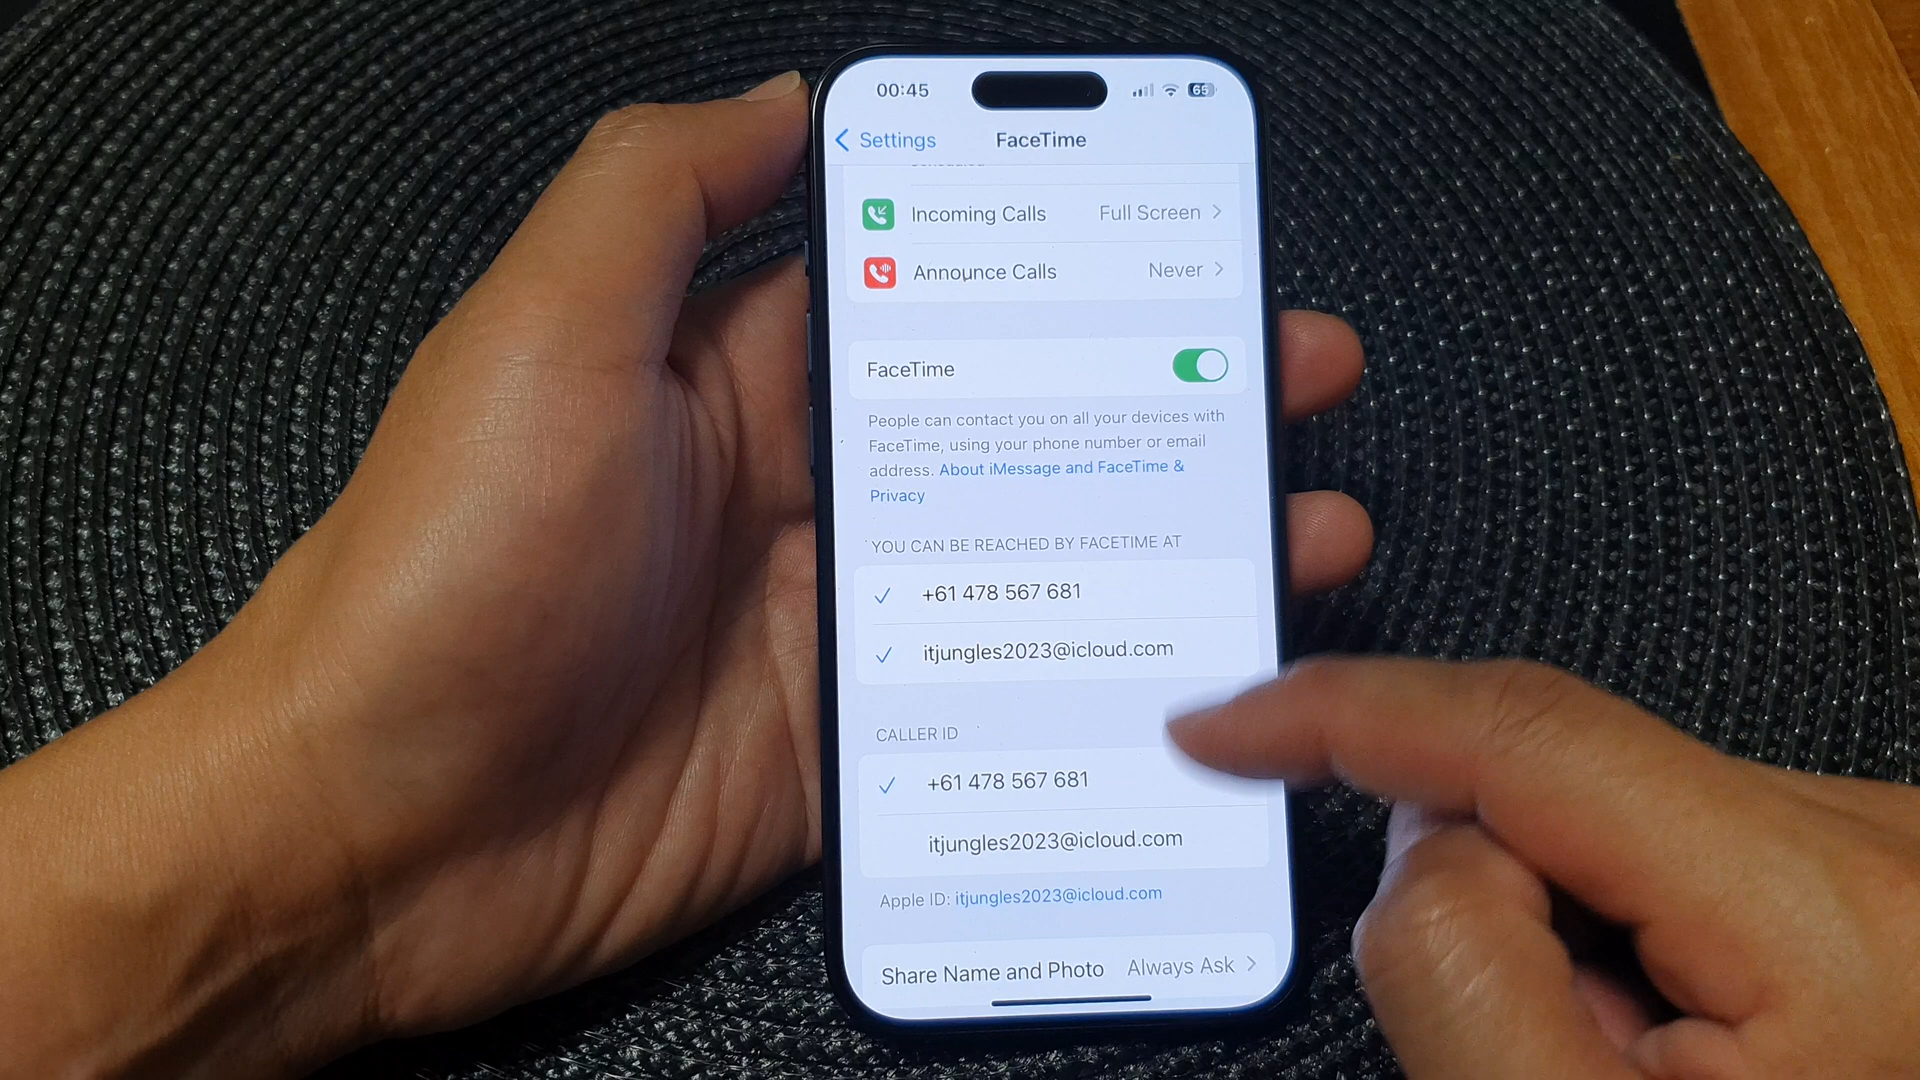 00:45
65
Settings
FaceTime
Incoming Calls Full Screen
Announce Calls Never
FaceTime
People can contact you on all your devices with
FaceTime, using your phone number or email
address. About iMessage and FaceTime &
Privacy
YOU CAN BE REACHED BY FACETIME AT
+61 478 567 681
itjungles2023@icloud.com
CALLER ID
+61 478 567 681
itjungles2023@icloud.com
Apple ID: itjungles2023@icloud.com
Share Name and Photo Always Ask